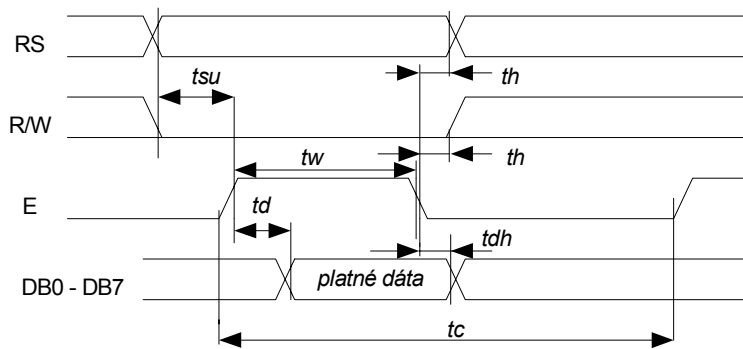 RS
th
tsu
R/W
tw
th
E
td
tdh
DB0 - DB7
platné dáta
tc